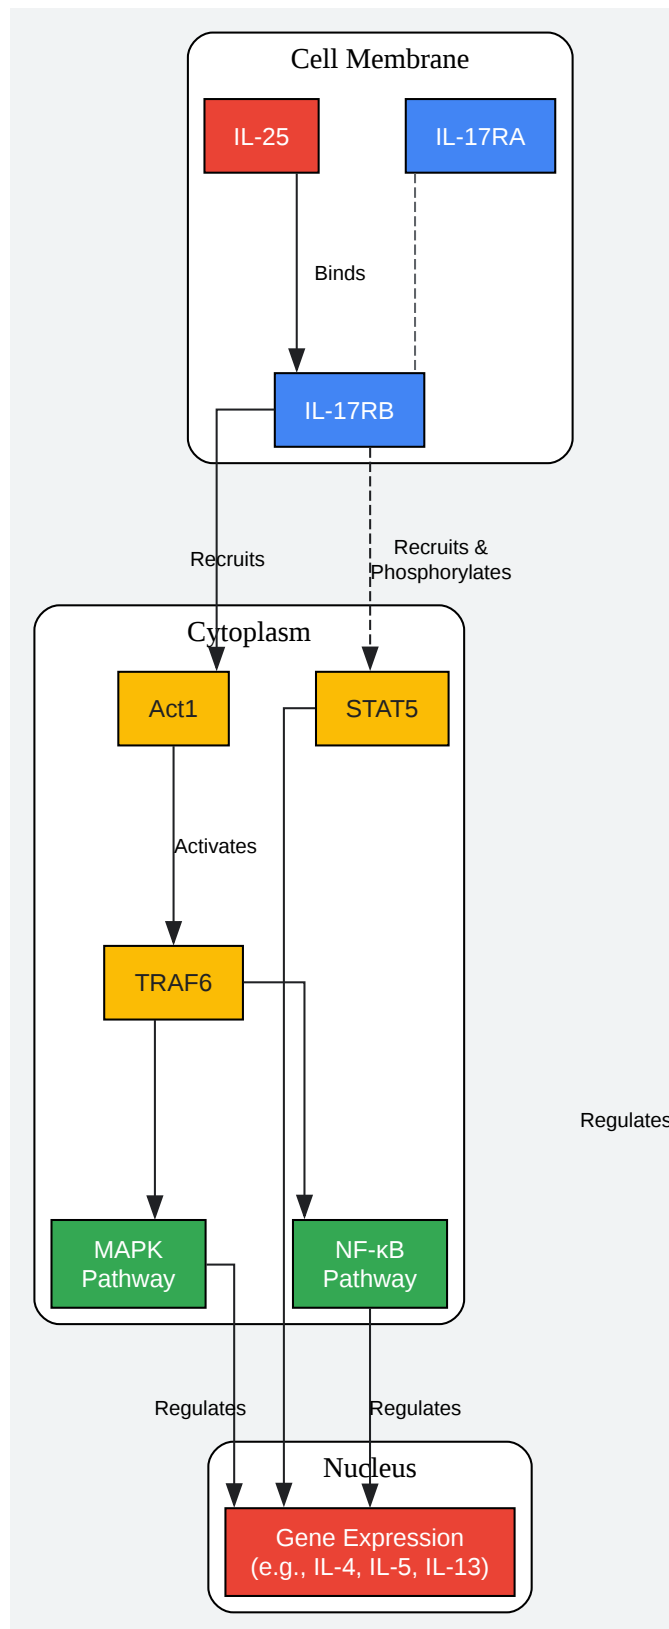 Cell Membrane
IL-25
IL-17RA
Binds
IL-17RB
Recruits
Recruits &
Phosphorylates
Cytoplasm
Act1
STAT5
Activates
TRAF6
Regulates
MAPK
Pathway
NF-κB
Pathway
Regulates
Regulates
Nucleus
Gene Expression
(e.g., IL-4, IL-5, IL-13)